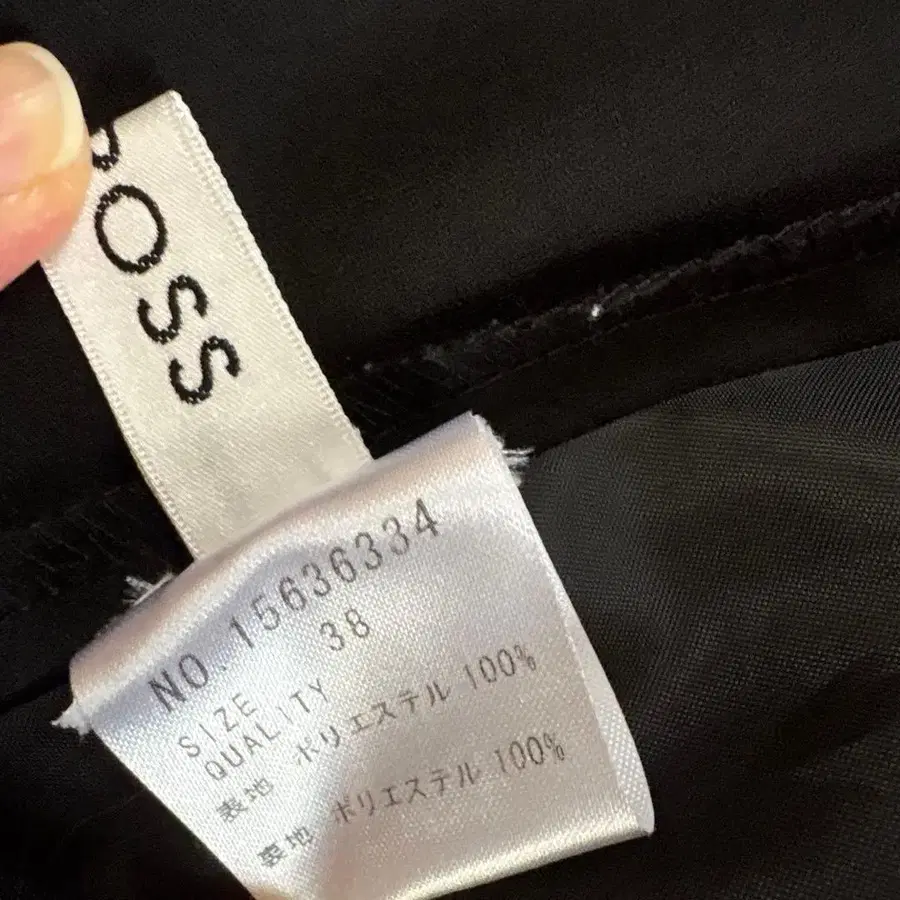 OSS
NO. 15636334
SIZE 38
QUALITY
表地 ポリエステル 100%
表地 ポリエステル 100%